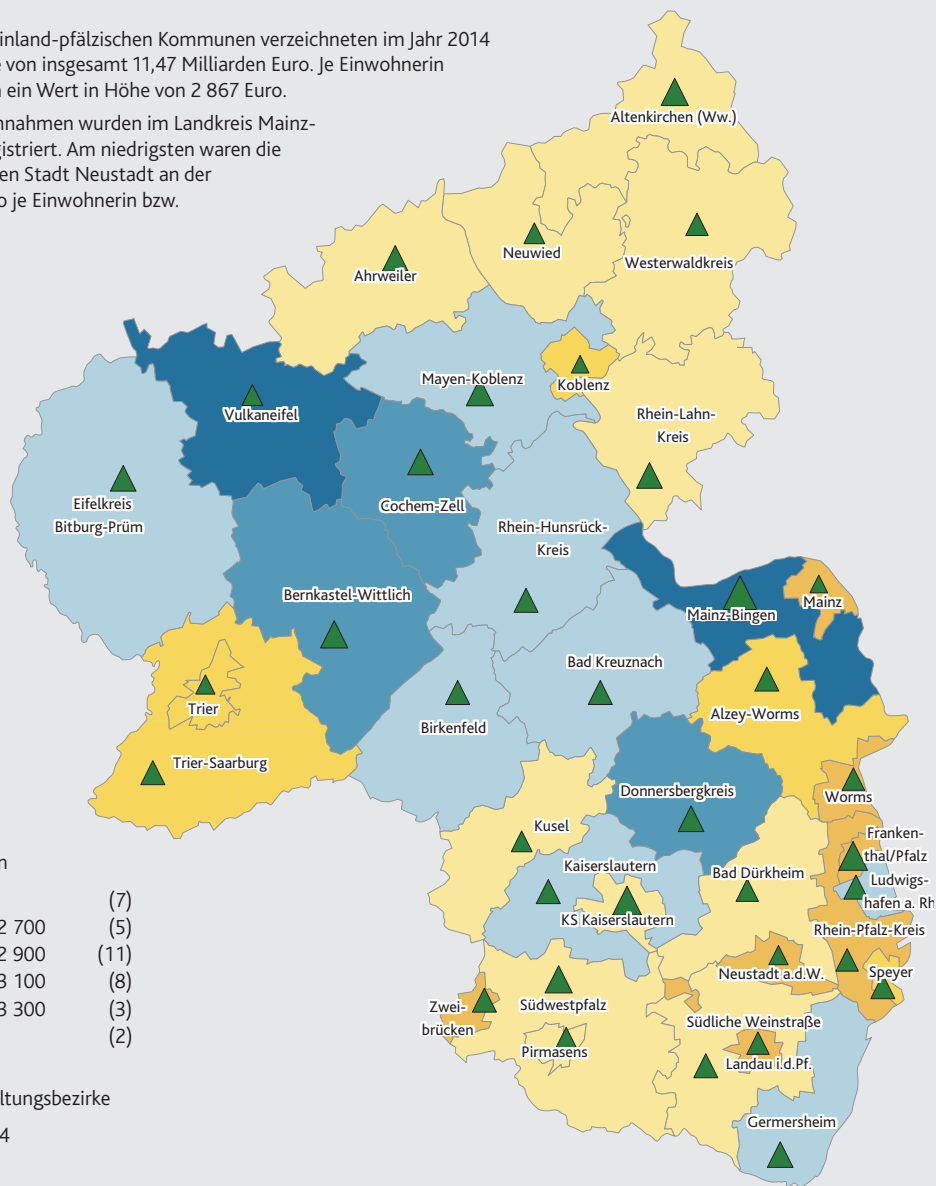 inland-pfälzischen Kommunen verzeichneten im Jahr 2014
von insgesamt 11,47 Milliarden Euro. Je Einwohnerin
ein Wert in Höhe von 2 867 Euro.
nnahmen wurden im Landkreis Mainz-
gistriert. Am niedrigsten waren die
en Stadt Neustadt an der
o je Einwohnerin bzw.
Altenkirchen (Ww.)
Neuwied
Westerwaldkreis
Ahrweiler
Mayen-Koblenz
Koblenz
Vulkaneifel
Rhein-Lahn-
Kreis
Eifelkreis
Bitburg-Prüm
Cochem-Zell
Rhein-Hunsrück-
Kreis
Bernkastel-Wittlich
Mainz-Bingen
Mainz
Bad Kreuznach
Trier
Birkenfeld
Alzey-Worms
Trier-Saarburg
Donnersbergkreis
Worms
Kusel
Franken-
thal/Pfalz
Kaiserslautern
Bad Dürkheim
Ludwigs-
hafen a. Rh
KS Kaiserslautern
Rhein-Pfalz-Kreis
Neustadt a.d.W.
Speyer
Zwei-
brücken
Südwestpfalz
Südliche Weinstraße
Pirmasens
Landau i.d.Pf.
Germersheim
n
(7)
2 700 (5)
2 900 (11)
3 100 (8)
3 300 (3)
(2)
ltungsbezirke
4